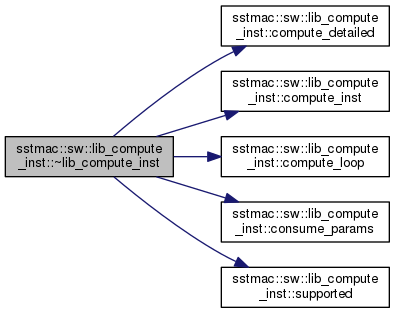 sstmac::sw::lib_compute
_inst::compute_detailed
sstmac::sw::lib_compute
_inst::compute_inst
sstmac::sw::lib_compute
_inst::~lib_compute_inst
sstmac::sw::lib_compute
_inst::compute_loop
sstmac::sw::lib_compute
_inst::consume_params
sstmac::sw::lib_compute
_inst::supported